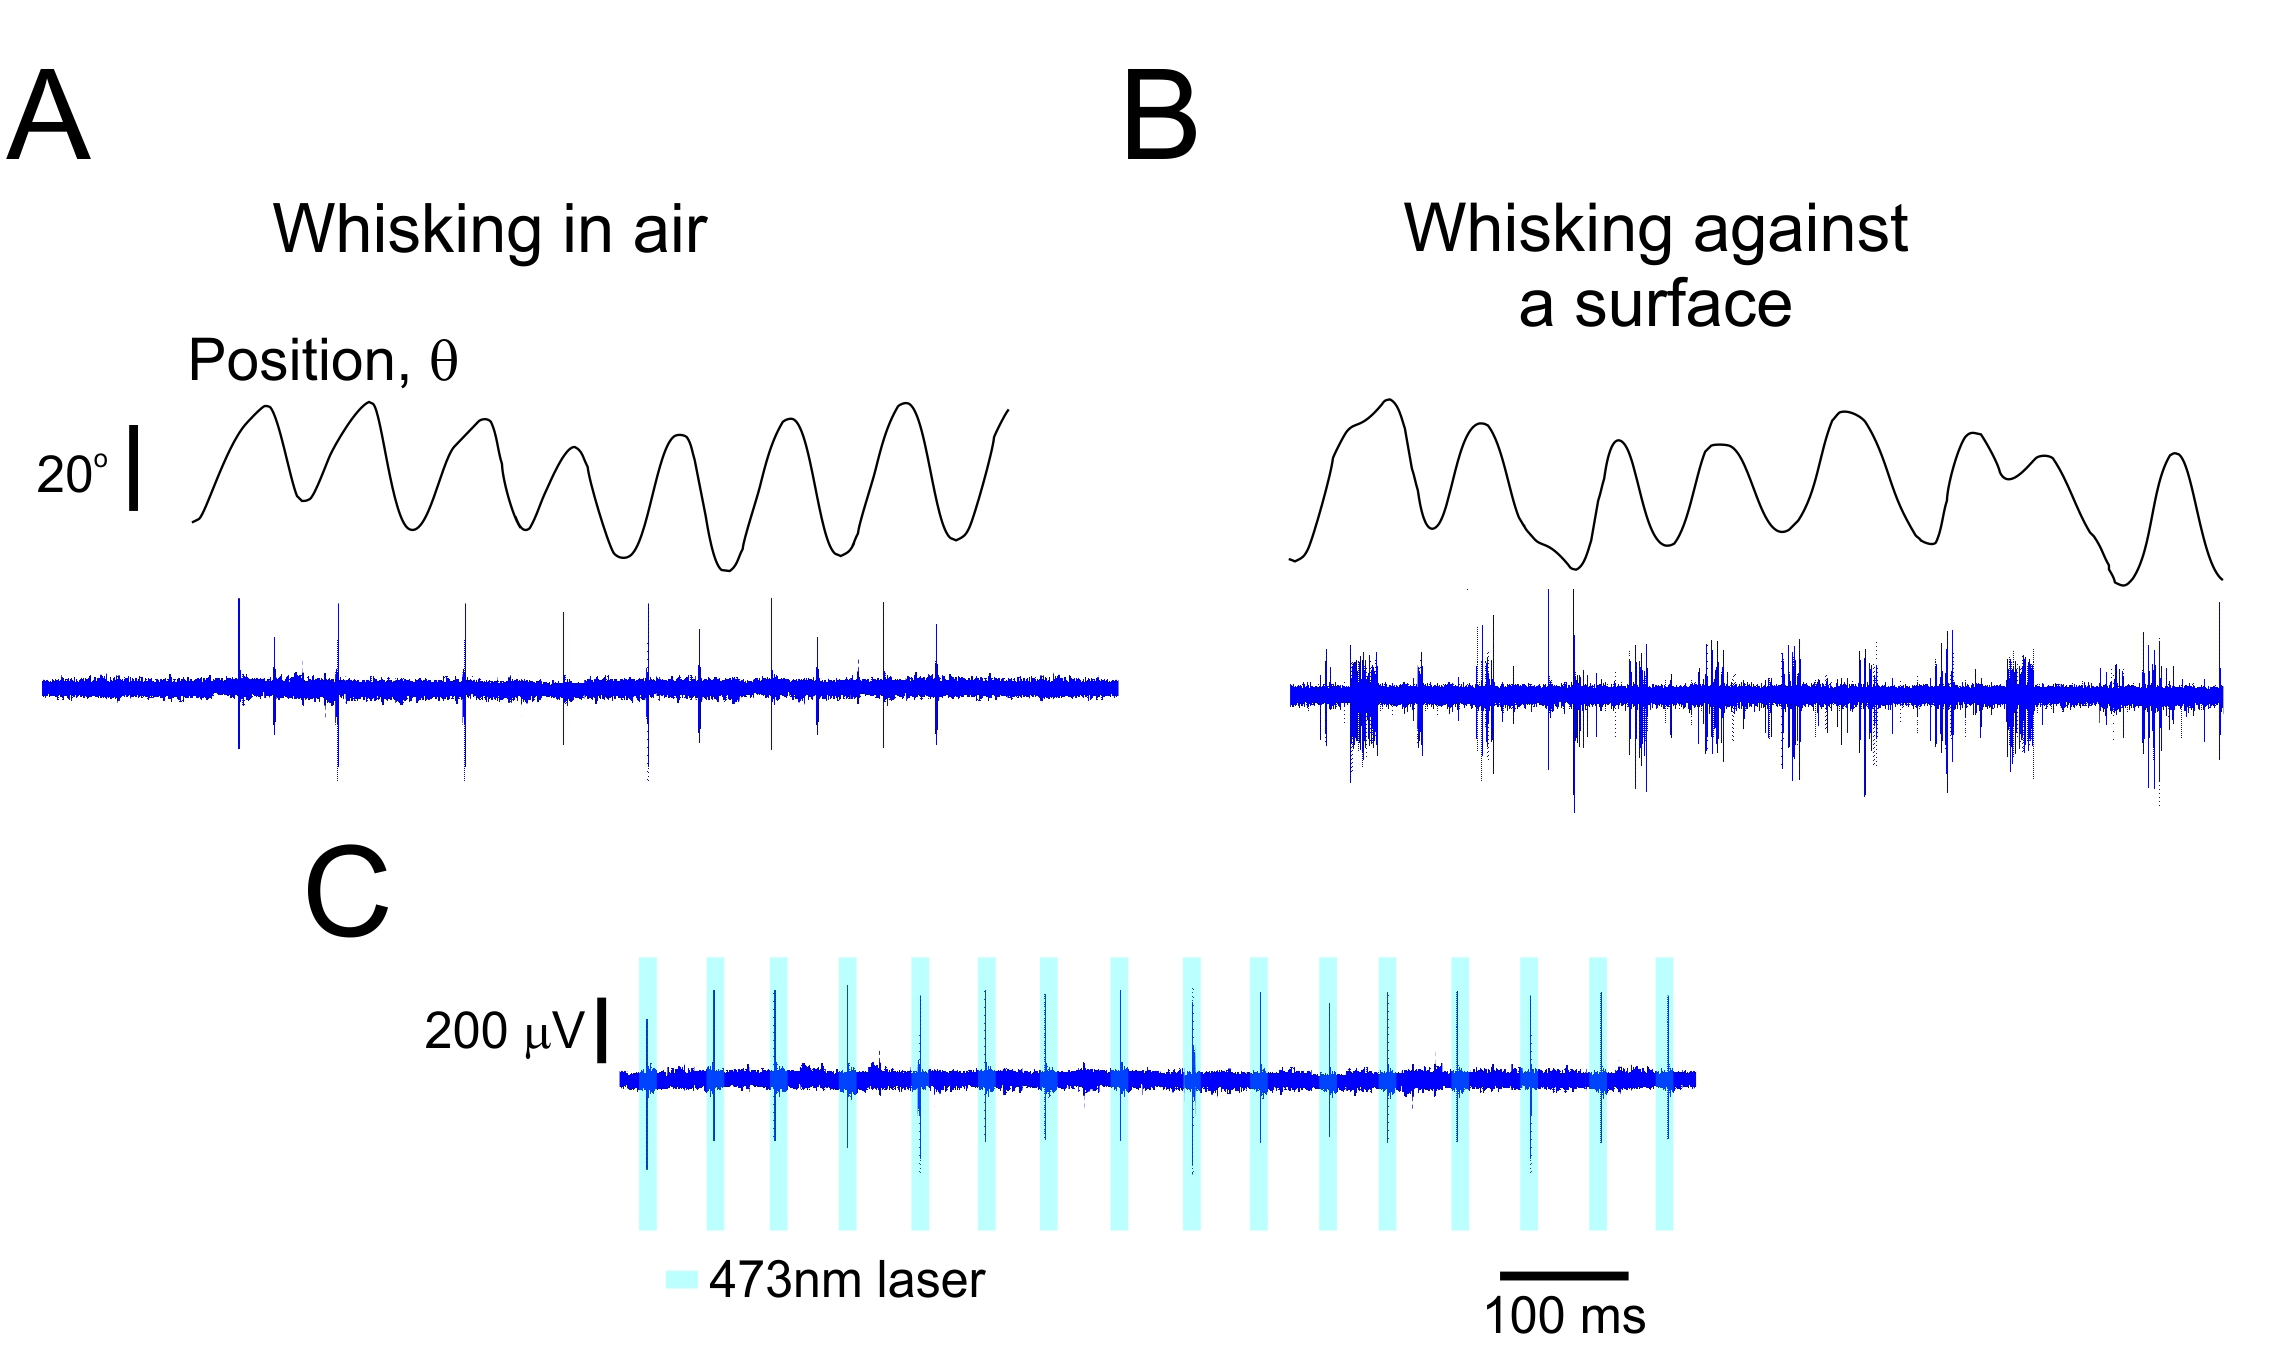 A
B
Whisking in air
Whisking against
a surface
Position, θ
20°
C
200 μV
473nm laser
100 ms